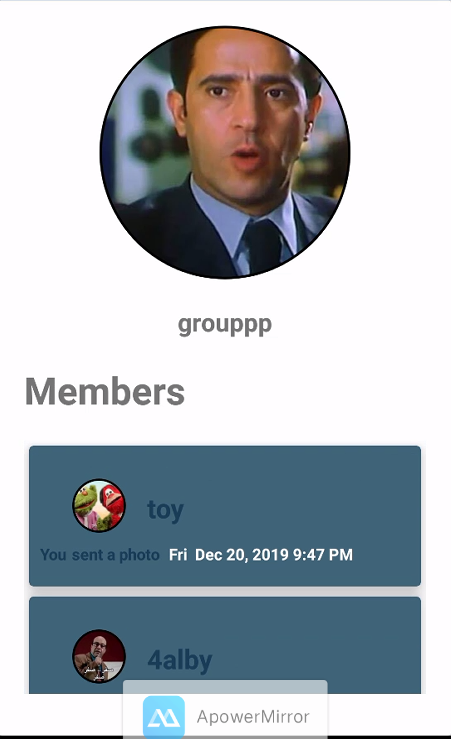 grouppp
Members
toy
You sent a photo Fri Dec 20, 2019 9:47 PM
4alby
ApowerMirror